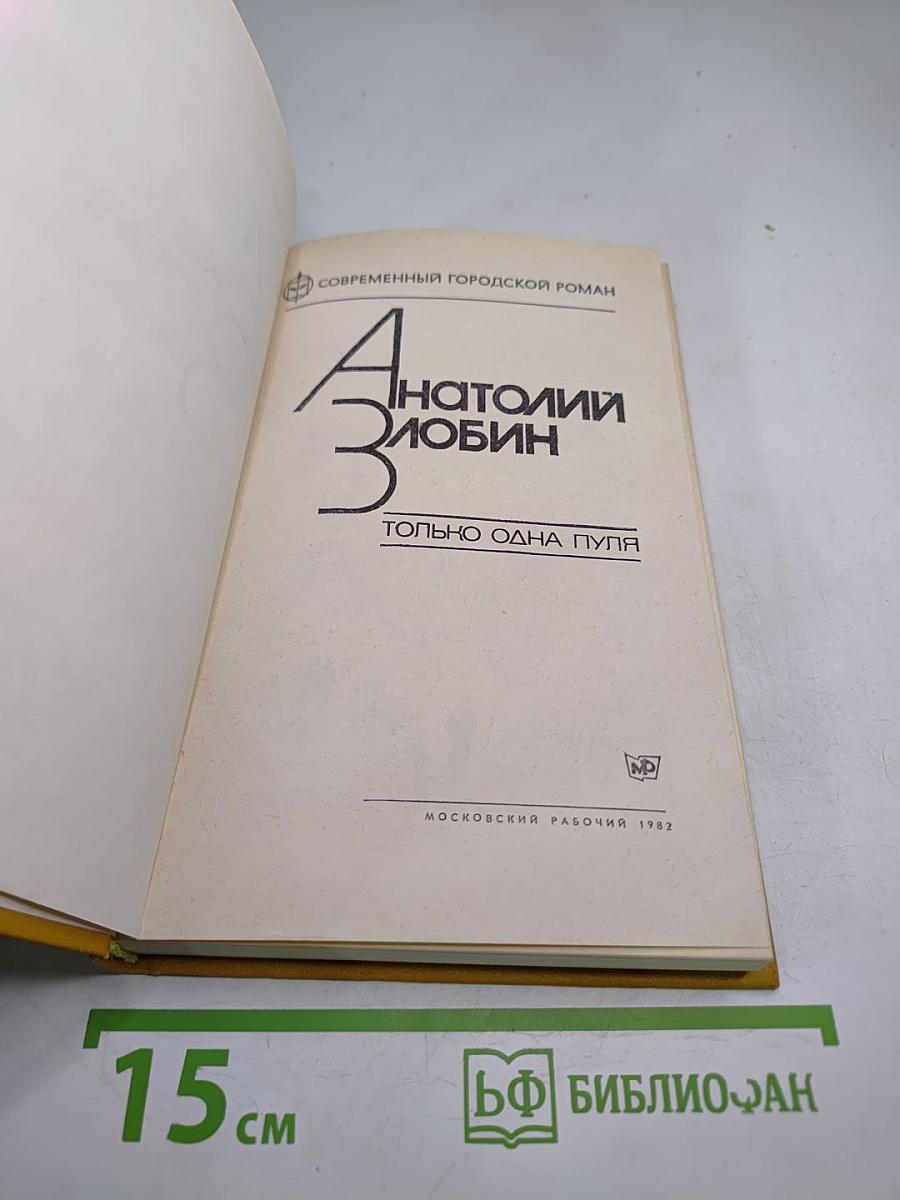 СОВРЕМЕННЫЙ ГОРОДСКОЙ РОМАН
АНАТОЛИЙ
ЗЛОБИН
ТОЛЬКО ОДНА ПУЛЯ
МР
МОСКОВСКИЙ РАБОЧИЙ 1982
15 см
БФ БИБЛИОФАН